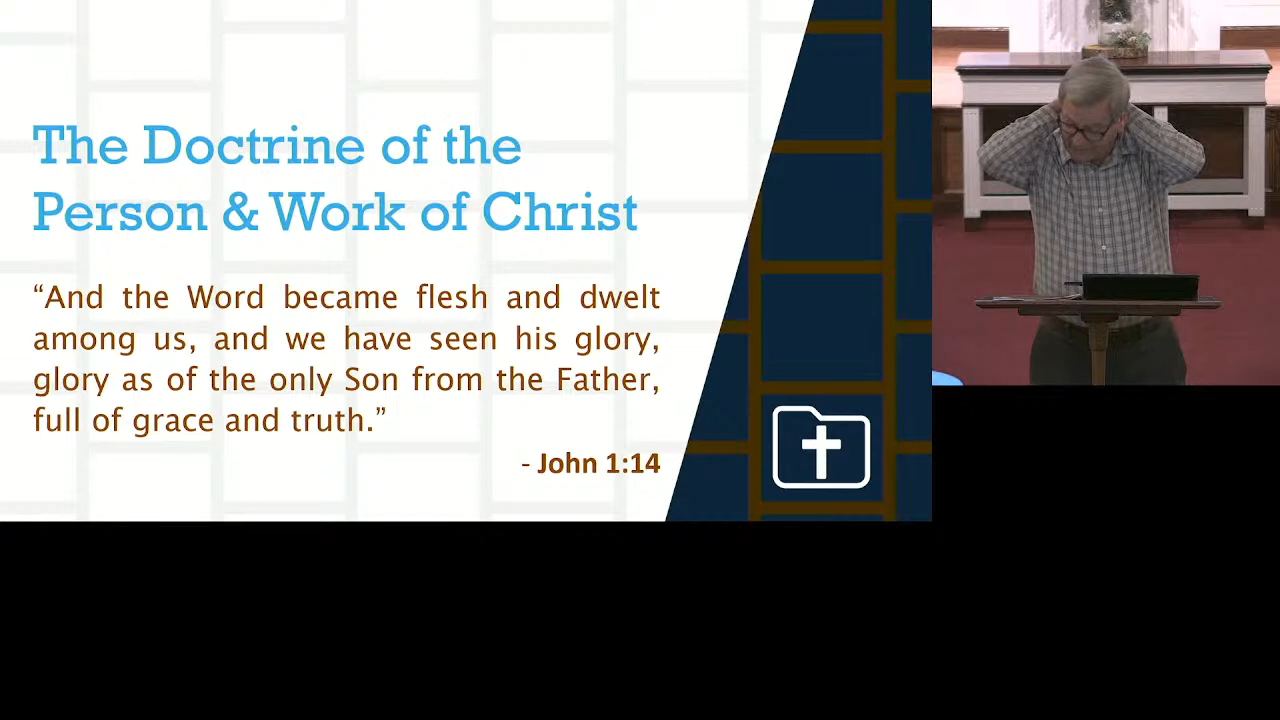 The Doctrine of the
Person & Work of Christ
“And the Word became flesh and dwelt
among us, and we have seen his glory,
glory as of the only Son from the Father,
full of grace and truth.”
- John 1:14